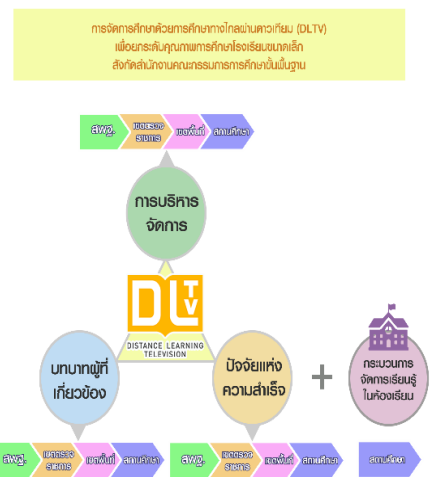 การจัดการศึกษาด้วยการศึกษาทางไกลผ่านดาวเทียม (DLTV)
เพื่อยกระดับคุณภาพการศึกษาโรงเรียนขนาดเล็ก
สังกัดสำนักงานคณะกรรมการการศึกษาขั้นพื้นฐาน
สพฐ. เขตตรวจราชการ เขตพื้นที่ สถานศึกษา
การบริหาร
จัดการ
DLTV
DISTANCE LEARNING
TELEVISION
บทบาทผู้ที่
เกี่ยวข้อง
ปัจจัยแห่ง
ความสำเร็จ
+
กระบวนการ
จัดการเรียนรู้
ในห้องเรียน
สพฐ. เขตตรวจราชการ เขตพื้นที่ สถานศึกษา
สพฐ. เขตตรวจราชการ เขตพื้นที่ สถานศึกษา
สถานศึกษา